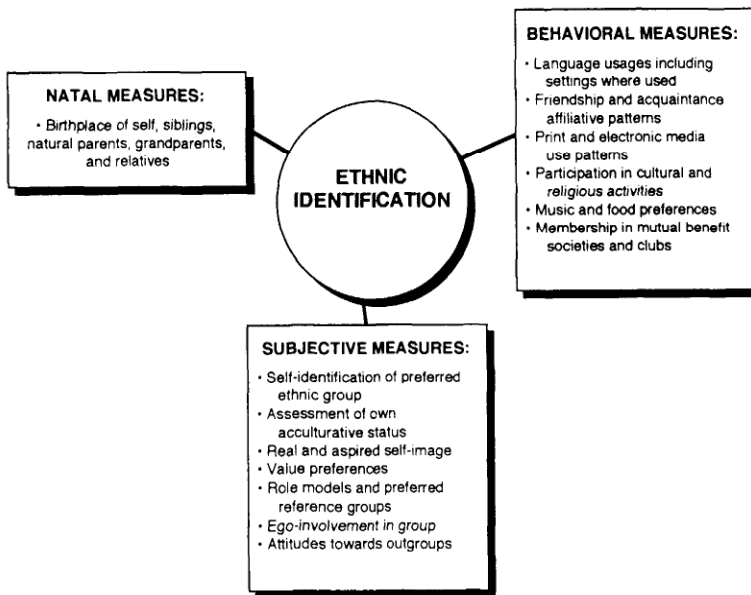 NATAL MEASURES:
• Birthplace of self, siblings,
natural parents, grandparents,
and relatives
ETHNIC
IDENTIFICATION
BEHAVIORAL MEASURES:
• Language usages including
settings where used
• Friendship and acquaintance
affiliative patterns
• Print and electronic media
use patterns
• Participation in cultural and
religious activities
• Music and food preferences
• Membership in mutual benefit
societies and clubs
SUBJECTIVE MEASURES:
• Self-identification of preferred
ethnic group
• Assessment of own
acculturative status
• Real and aspired self-image
• Value preferences
• Role models and preferred
reference groups
• Ego-involvement in group
• Attitudes towards outgroups